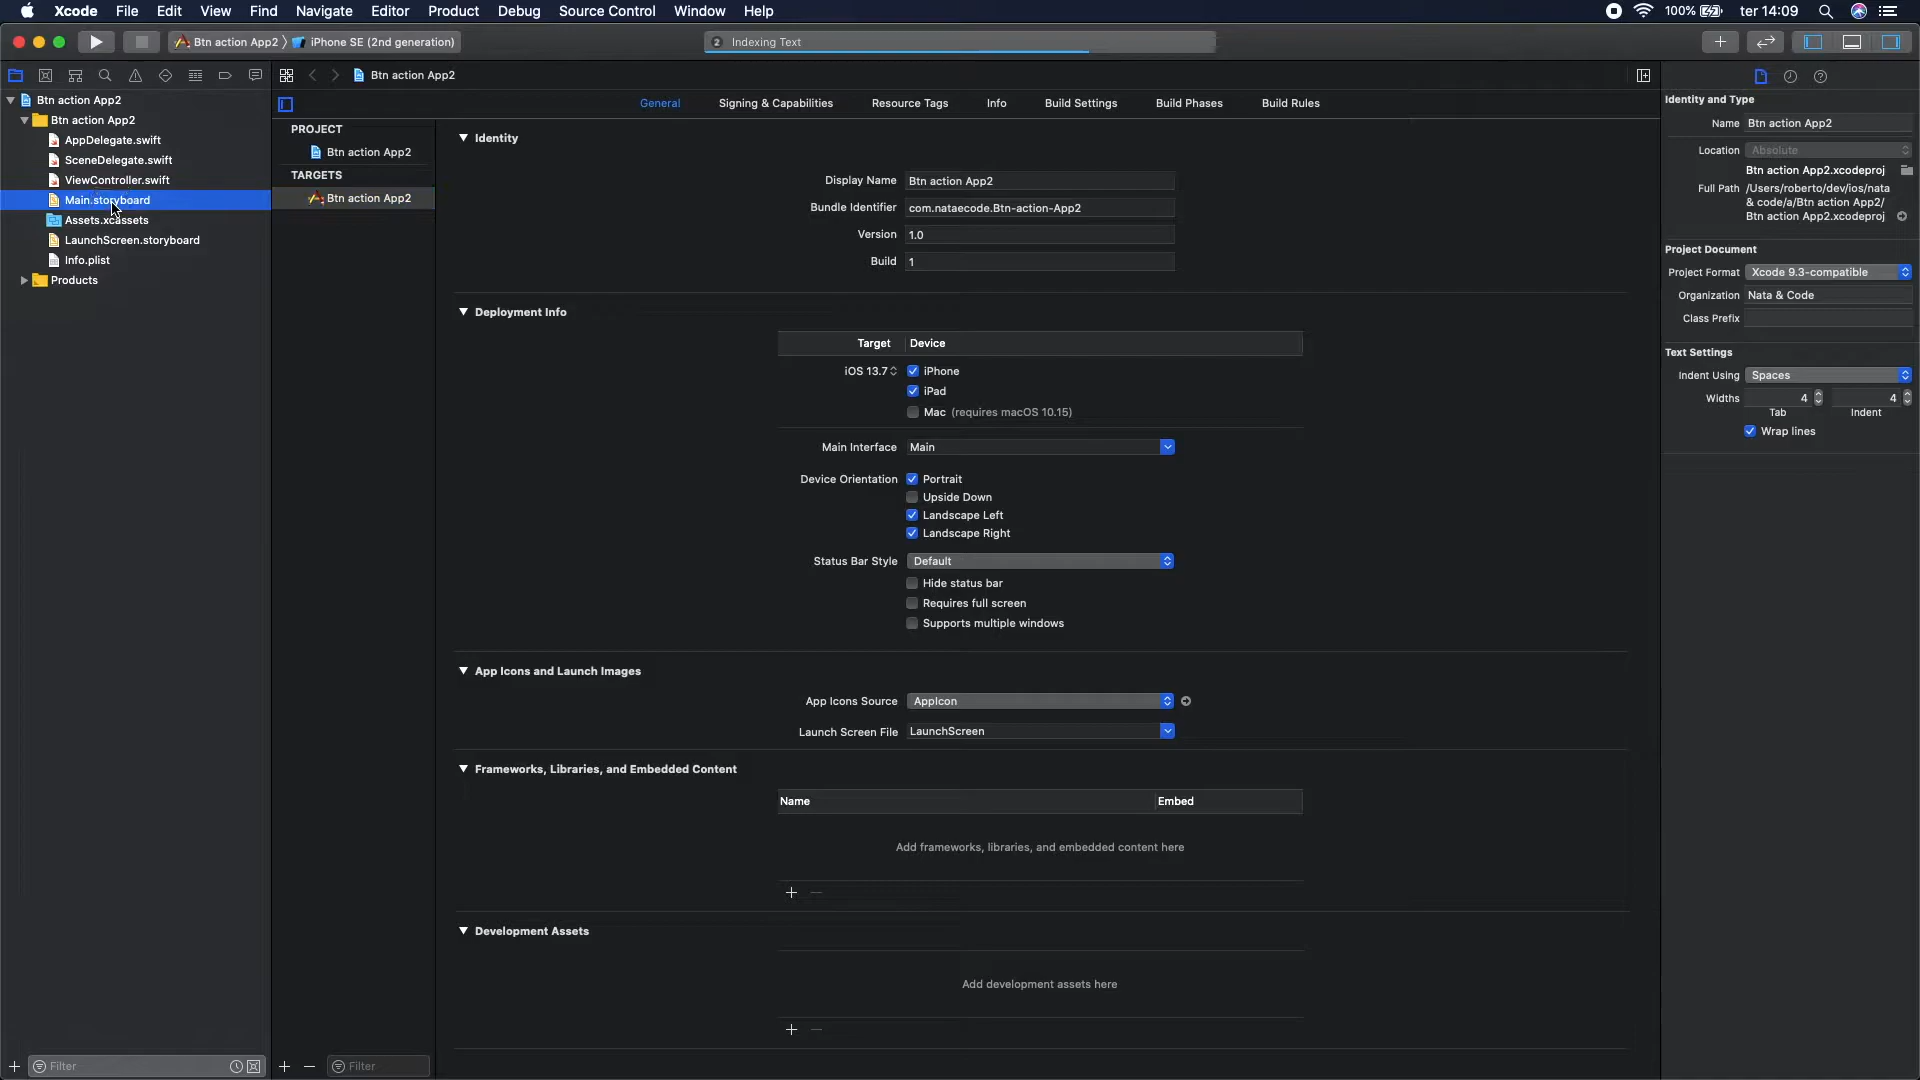 Xcode File Edit View Find Navigate Editor Product Debug Source Control Window Help 100% ter 14:09
Btn action App2 〉 iPhone SE (2nd generation) 2 Indexing Text
Btn action App2
General Signing & Capabilities Resource Tags Info Build Settings Build Phases Build Rules
Btn action App2
Btn action App2
AppDelegate.swift
SceneDelegate.swift
ViewController.swift
Main.storyboard
Assets.xcassets
LaunchScreen.storyboard
Info.plist
Products
Filter
PROJECT
Btn action App2
TARGETS
Btn action App2
Filter
Identity
Display Name Btn action App2
Bundle Identifier com.nataecode.Btn-action-App2
Version 1.0
Build 1
Deployment Info
Target Device
iOS 13.7 iPhone
iPad
Mac (requires macOS 10.15)
Main Interface Main
Device Orientation Portrait
Upside Down
Landscape Left
Landscape Right
Status Bar Style Default
Hide status bar
Requires full screen
Supports multiple windows
App Icons and Launch Images
App Icons Source AppIcon
Launch Screen File LaunchScreen
Frameworks, Libraries, and Embedded Content
Name Embed
Add frameworks, libraries, and embedded content here
Development Assets
Add development assets here
Identity and Type
Name Btn action App2
Location Absolute
Btn action App2.xcodeproj
Full Path /Users/roberto/dev/ios/nata
& code/a/Btn action App2/
Btn action App2.xcodeproj
Project Document
Project Format Xcode 9.3-compatible
Organization Nata & Code
Class Prefix
Text Settings
Indent Using Spaces
Widths 4 4
Tab Indent
Wrap lines